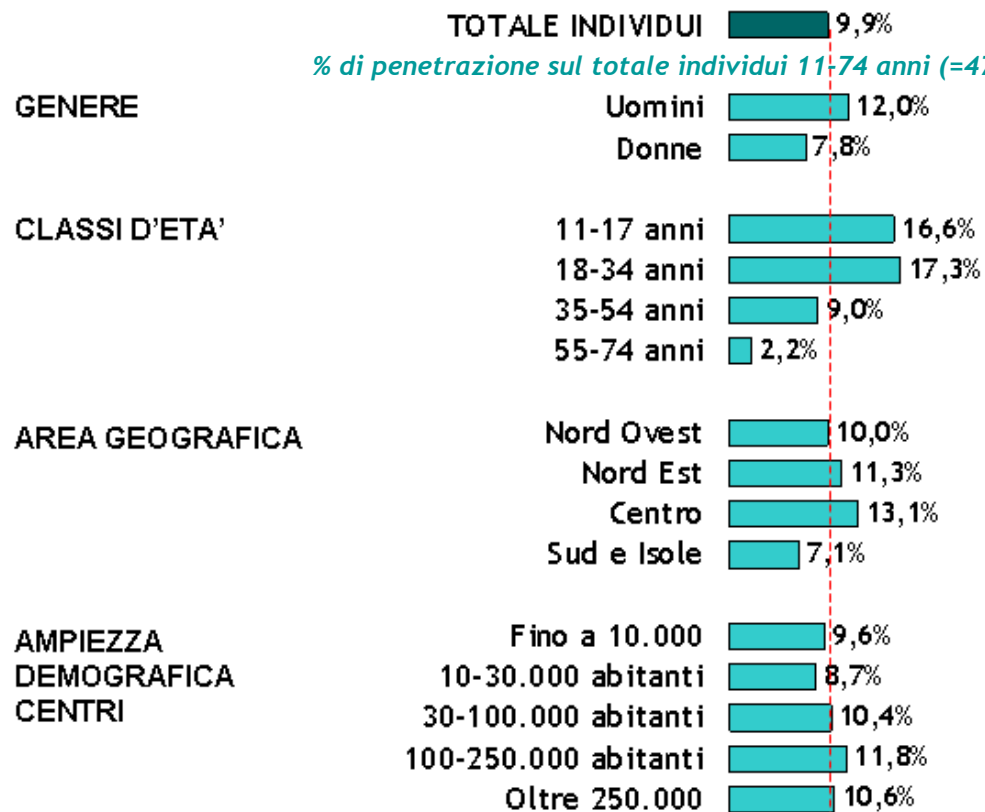 TOTALE INDIVIDUI 9,9%
% di penetrazione sul totale individui 11-74 anni (=47
GENERE
Uomini 12,0%
Donne 7,8%
CLASSI D'ETA'
11-17 anni 16,6%
18-34 anni 17,3%
35-54 anni 9,0%
55-74 anni 2,2%
AREA GEOGRAFICA
Nord Ovest 10,0%
Nord Est 11,3%
Centro 13,1%
Sud e Isole 7,1%
AMPIEZZA
DEMOGRAFICA
CENTRI
Fino a 10.000 9,6%
10-30.000 abitanti 8,7%
30-100.000 abitanti 10,4%
100-250.000 abitanti 11,8%
Oltre 250.000 10,6%